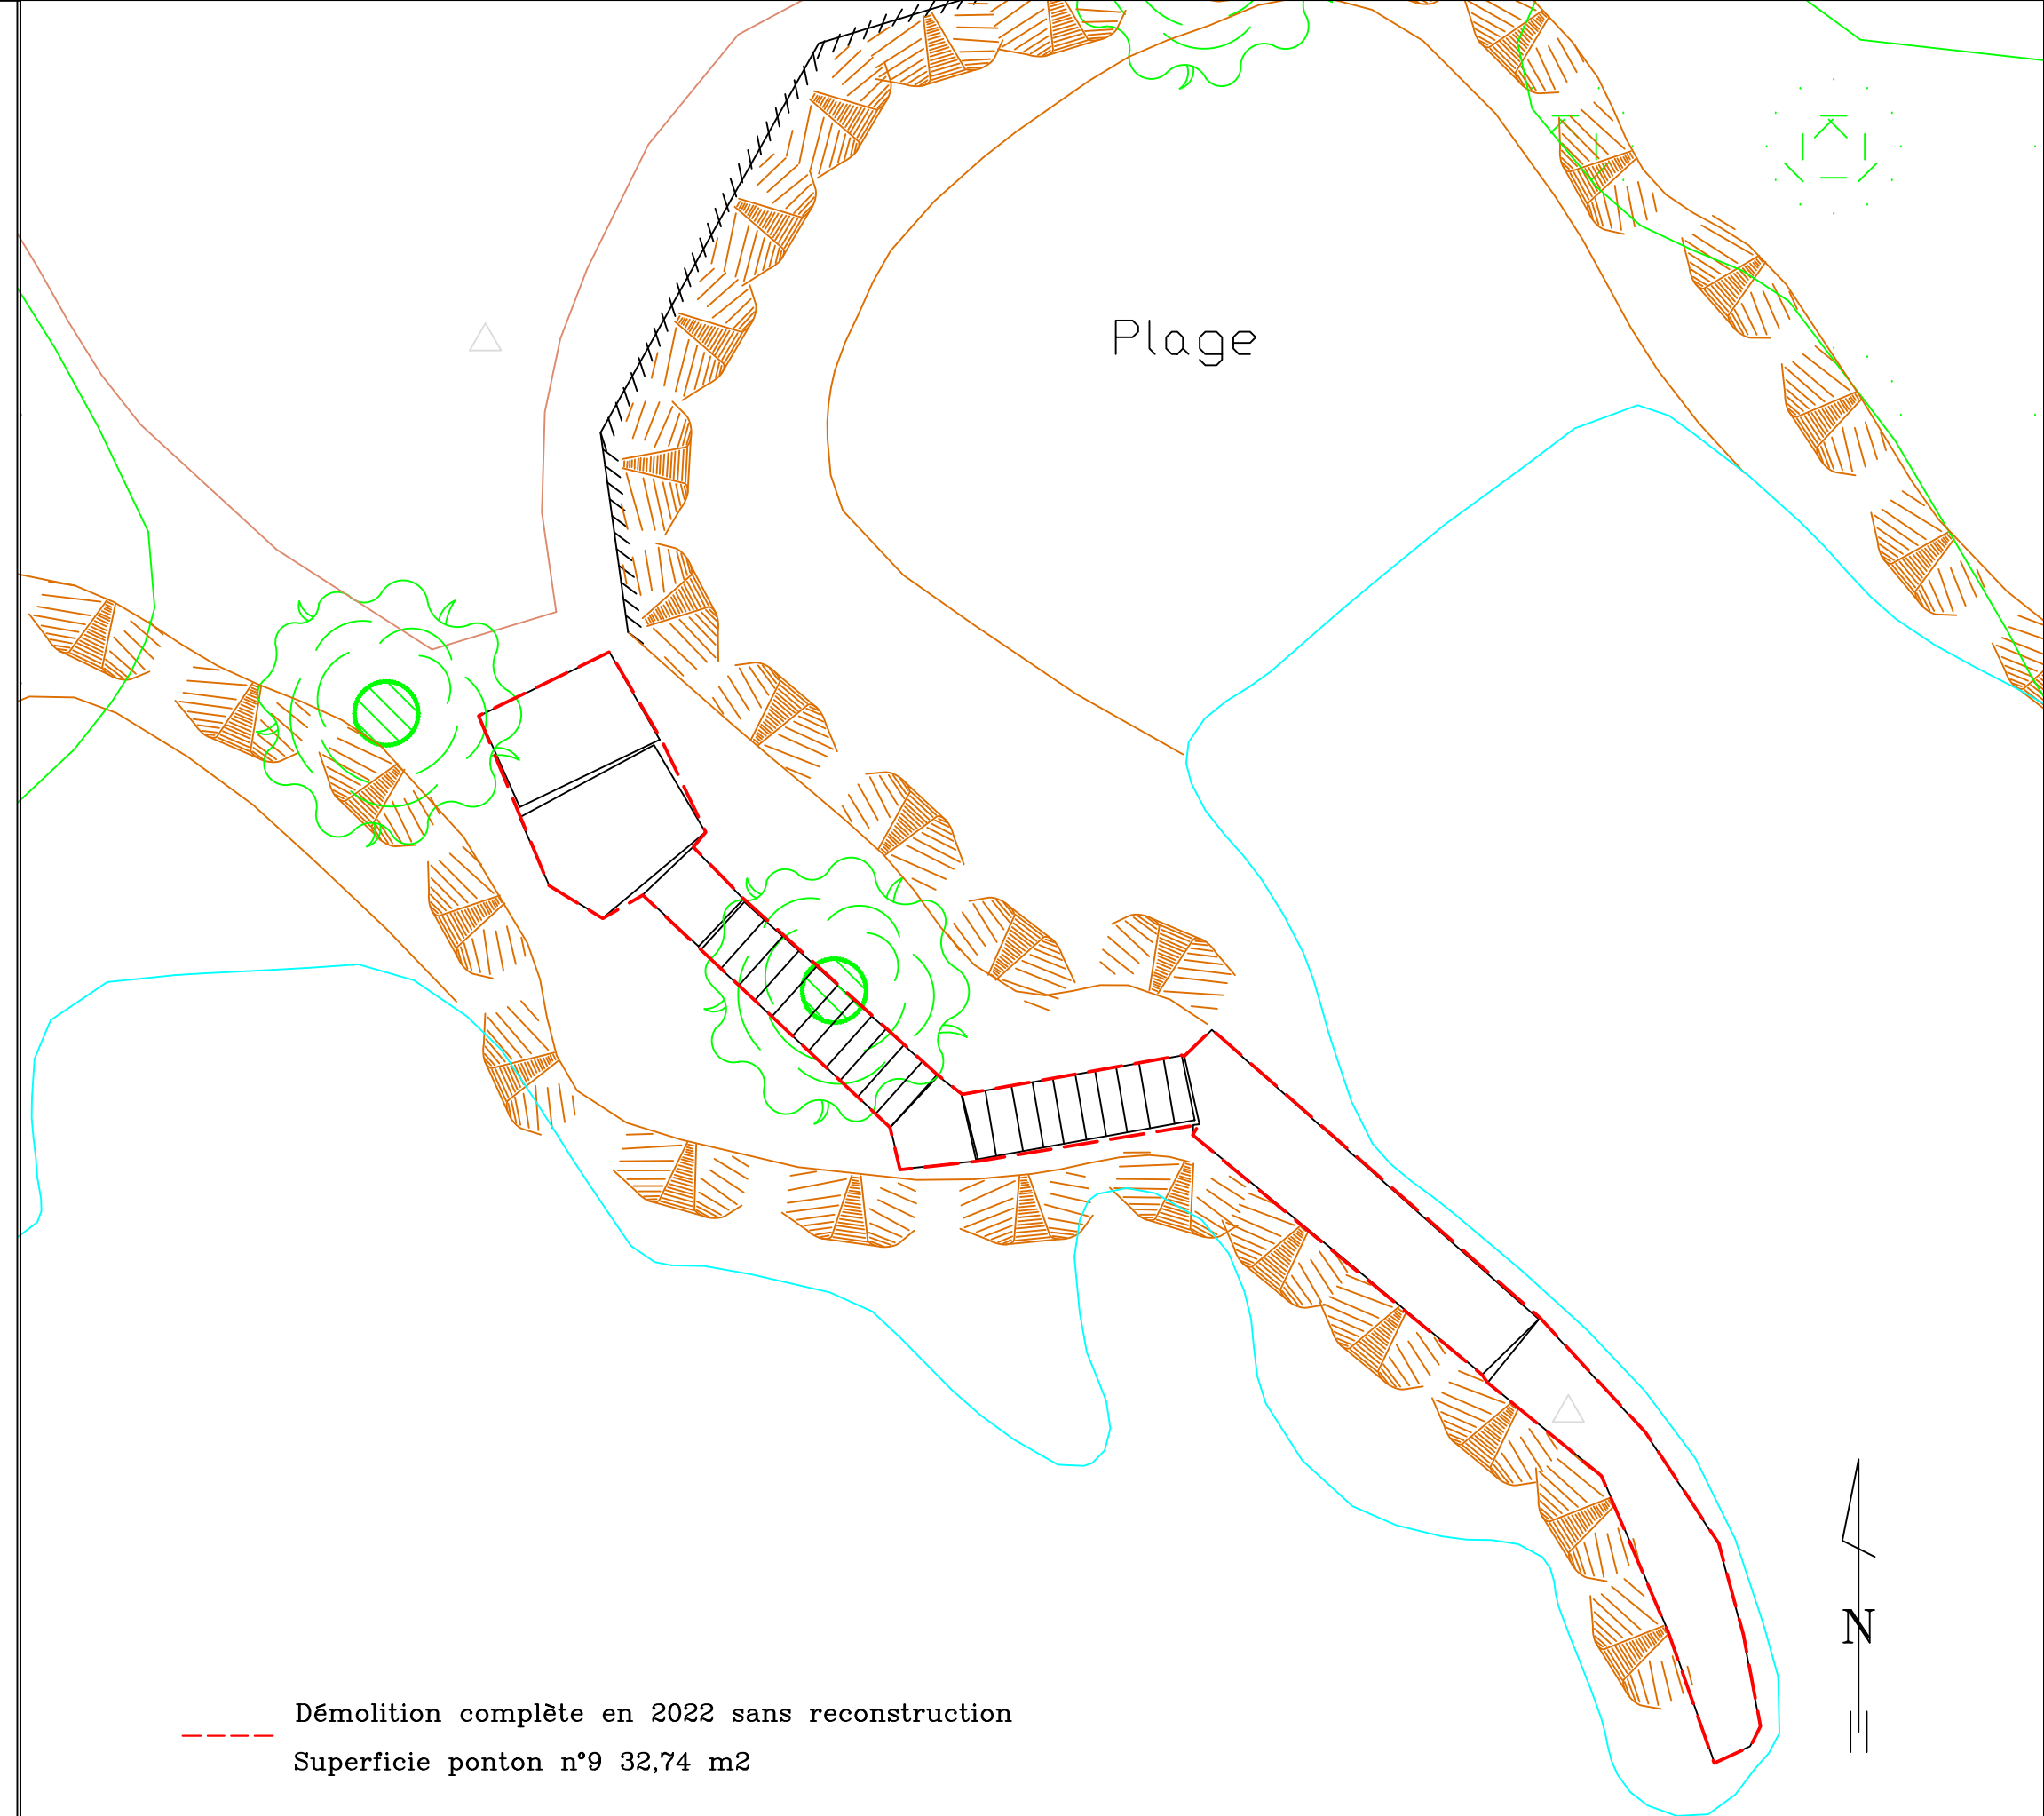 Plage
N
Démolition complète en 2022 sans reconstruction
Superficie ponton n°9 32,74 m2